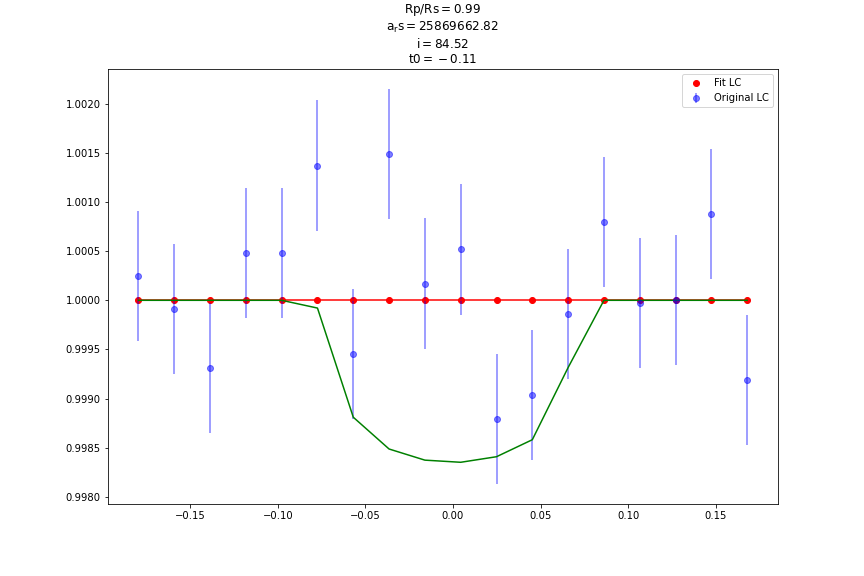 Rp/Rs = 0.99
aᵣs = 25869662.82
i = 84.52
t0 = −0.11
Fit LC
Original LC
1.0020
1.0015
1.0010
1.0005
1.0000
0.9995
0.9990
0.9985
0.9980
−0.15 −0.10 −0.05 0.00 0.05 0.10 0.15